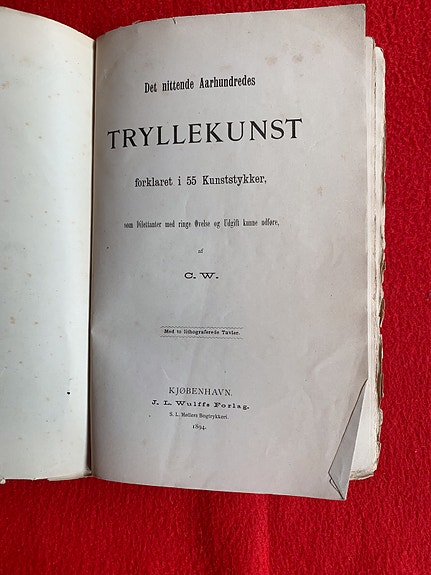 Det nittende Aarhundredes
TRYLLEKUNST
forklaret i 55 Kunststykker,
som Dilettanter med ringe Øvelse og Udgift kunne udføre,
af
C. W.
Med to lithograferede Tavler.
KJØBENHAVN.
J. L. Wulffs Forlag.
S. L. Møllers Bogtrykkeri.
1894.